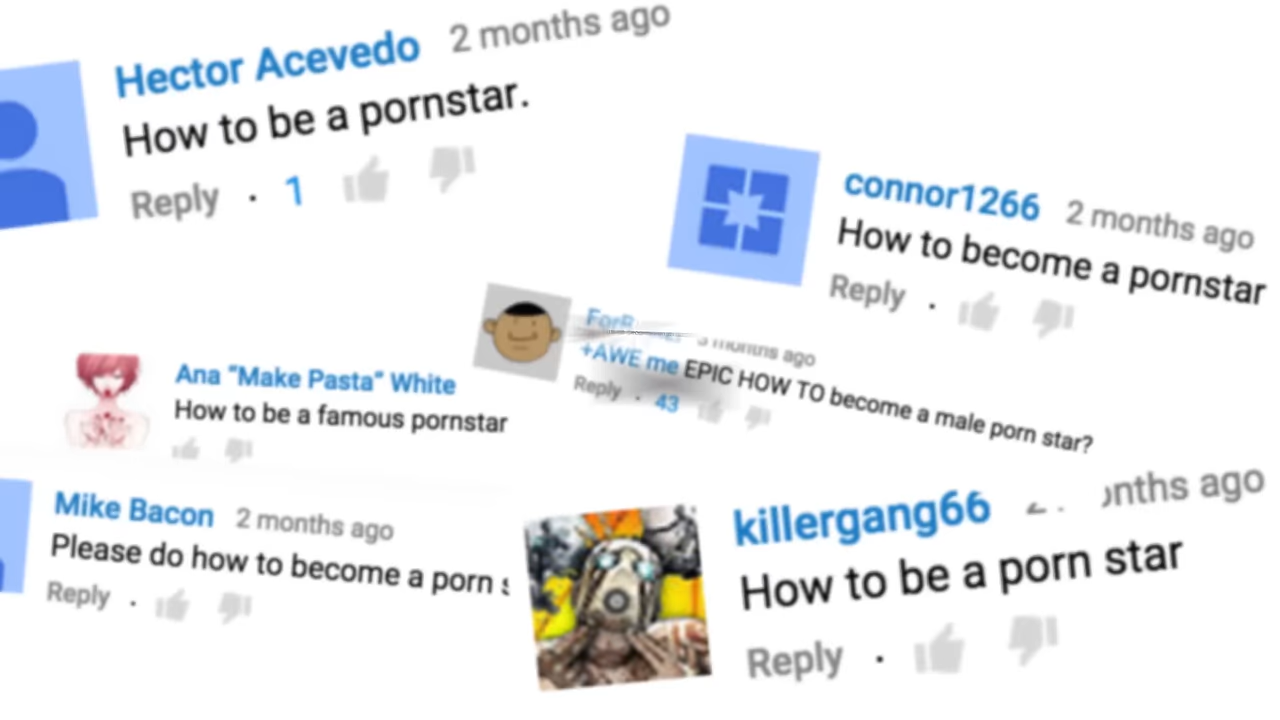 Hector Acevedo 2 months ago
How to be a pornstar.
Reply · 1
connor1266 2 months ago
How to become a pornstar
Reply ·
months ago
+AWE me EPIC HOW TO become a male porn star?
Reply · 43
Ana "Make Pasta" White
How to be a famous pornstar
Mike Bacon 2 months ago
Please do how to become a porn s
Reply ·
killergang66 onths ago
How to be a porn star
Reply ·